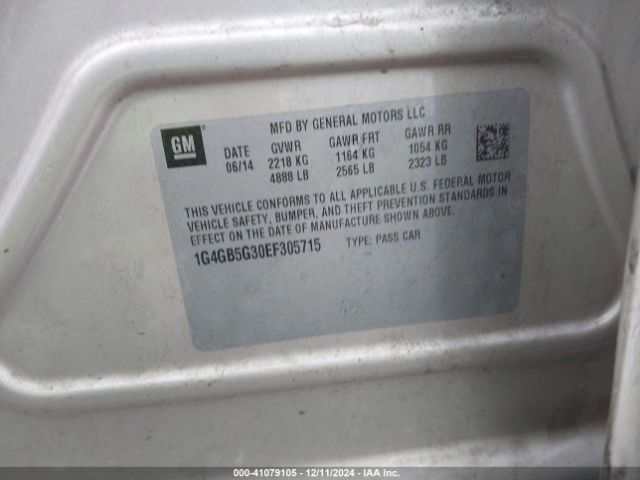 MFD BY GENERAL MOTORS LLC
GM
DATE GVWR GAWR FRT GAWR RR
06/14 2218 KG 1164 KG 1054 KG
4888 LB 2565 LB 2323 LB
THIS VEHICLE CONFORMS TO ALL APPLICABLE U.S. FEDERAL MOTOR
VEHICLE SAFETY, BUMPER, AND THEFT PREVENTION STANDARDS IN
EFFECT ON THE DATE OF MANUFACTURE SHOWN ABOVE.
1G4GB5G30EF305715 TYPE: PASS CAR
000-41079105 - 12/11/2024 - IAA Inc.